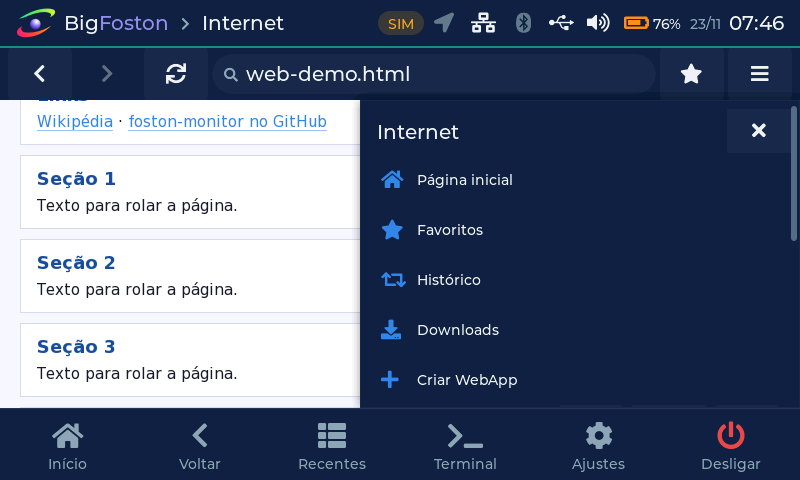 BigFoston > Internet SIM 76% 23/11 07:46
web-demo.html
Wikipédia · foston-monitor no GitHub
Seção 1
Texto para rolar a página.
Seção 2
Texto para rolar a página.
Seção 3
Texto para rolar a página.
Internet
Página inicial
Favoritos
Histórico
Downloads
Criar WebApp
Início Voltar Recentes Terminal Ajustes Desligar